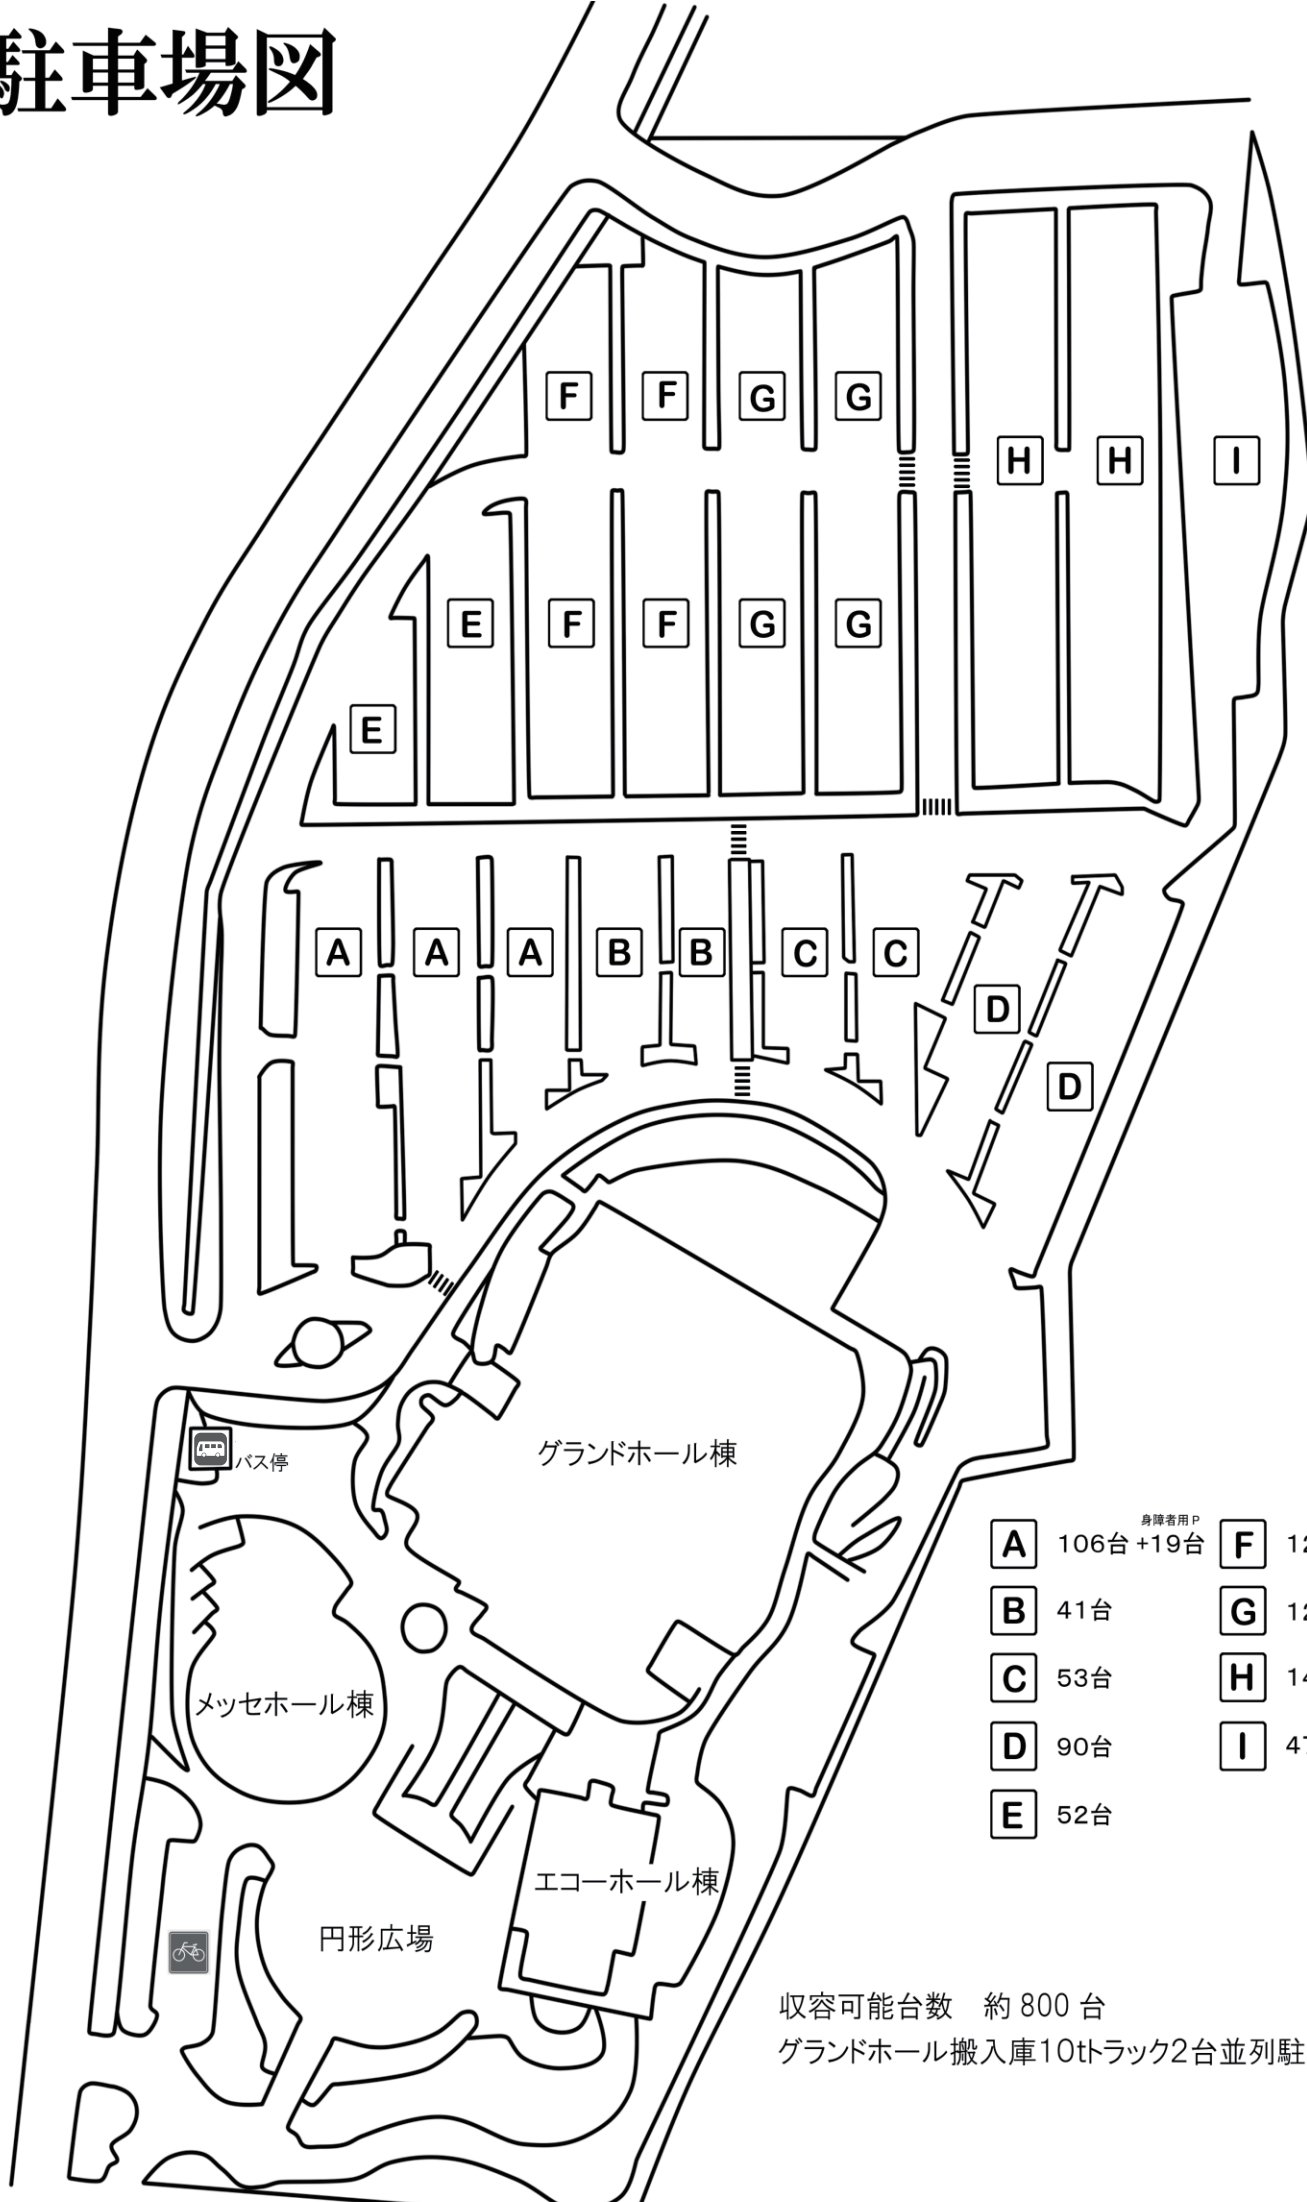 駐車場図
F F G G
H H I
E F F G G
E
A A A B B C C
D
D
グランドホール棟
バス停
身障者用P
A 106台 +19台 F
B 41台 G
C 53台 H
D 90台 I
E 52台
メッセホール棟
エコーホール棟
円形広場
収容可能台数 約 800 台
グランドホール搬入庫10tトラック2台並列駐